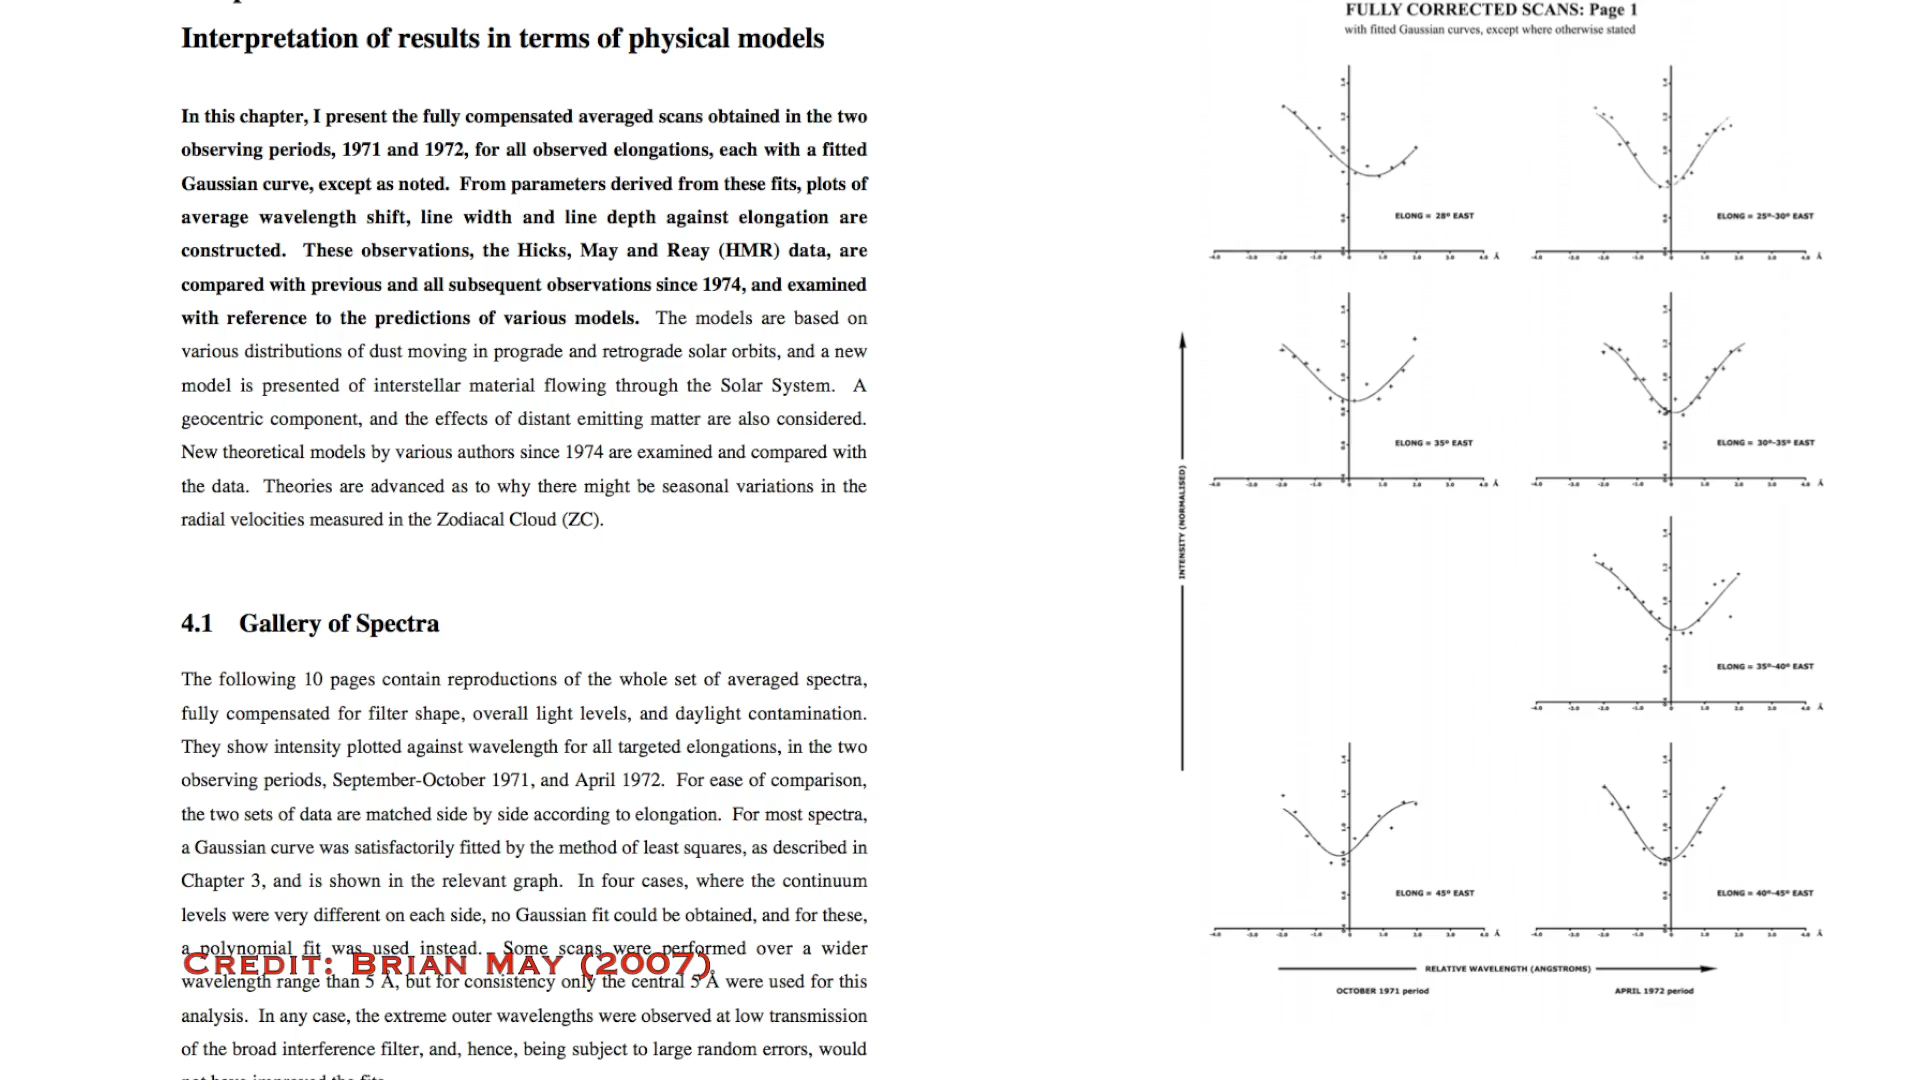 Interpretation of results in terms of physical models
In this chapter, I present the fully compensated averaged scans obtained in the two
observing periods, 1971 and 1972, for all observed elongations, each with a fitted
Gaussian curve, except as noted. From parameters derived from these fits, plots of
average wavelength shift, line width and line depth against elongation are
constructed. These observations, the Hicks, May and Reay (HMR) data, are
compared with previous and all subsequent observations since 1974, and examined
with reference to the predictions of various models. The models are based on
various distributions of dust moving in prograde and retrograde solar orbits, and a new
model is presented of interstellar material flowing through the Solar System. A
geocentric component, and the effects of distant emitting matter are also considered.
New theoretical models by various authors since 1974 are examined and compared with
the data. Theories are advanced as to why there might be seasonal variations in the
radial velocities measured in the Zodiacal Cloud (ZC).
4.1 Gallery of Spectra
The following 10 pages contain reproductions of the whole set of averaged spectra,
fully compensated for filter shape, overall light levels, and daylight contamination.
They show intensity plotted against wavelength for all targeted elongations, in the two
observing periods, September-October 1971, and April 1972. For ease of comparison,
the two sets of data are matched side by side according to elongation. For most spectra,
a Gaussian curve was satisfactorily fitted by the method of least squares, as described in
Chapter 3, and is shown in the relevant graph. In four cases, where the continuum
levels were very different on each side, no Gaussian fit could be obtained, and for these,
a polynomial fit was used instead. Some scans were performed over a wider
Credit: Brian May (2007)
wavelength range than 5 Å, but for consistency only the central 5 Å were used for this
analysis. In any case, the extreme outer wavelengths were observed at low transmission
of the broad interference filter, and, hence, being subject to large random errors, would
FULLY CORRECTED SCANS: Page 1
with fitted Gaussian curves, except where otherwise stated
ELONG = 28° EAST
ELONG = 25°-30° EAST
ELONG = 35° EAST
ELONG = 30°-35° EAST
INTENSITY (NORMALISED)
ELONG = 35°-40° EAST
ELONG = 45° EAST
ELONG = 40°-45° EAST
RELATIVE WAVELENGTH (ANGSTROMS)
OCTOBER 1971 period
APRIL 1972 period